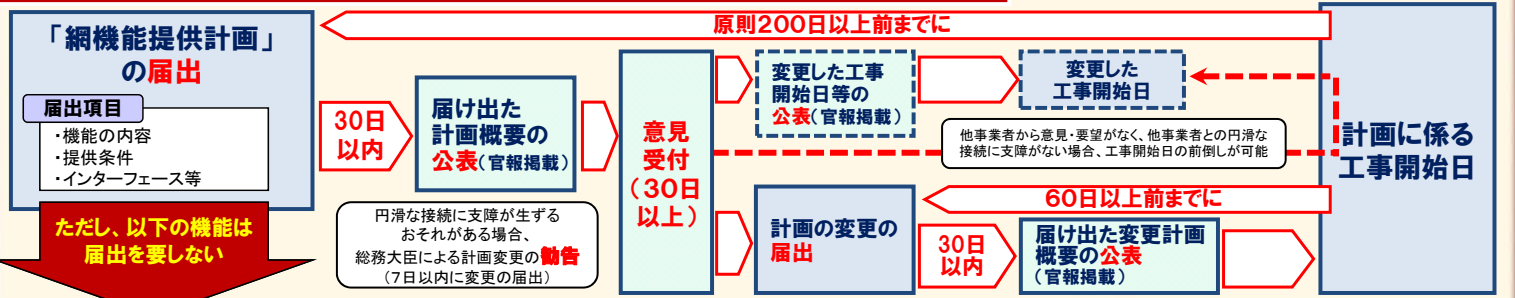 原則200日以上前までに
「網機能提供計画」
の届出
届出項目
・機能の内容
・提供条件
・インターフェース等
ただし、以下の機能は
届出を要しない
30日
以内
届け出た
計画概要の
公表(官報掲載)
円滑な接続に支障が生ずる
おそれがある場合、
総務大臣による計画変更の勧告
(7日以内に変更の届出)
意見
受付
(30日
以上)
変更した工事
開始日等の
公表(官報掲載)
変更した
工事開始日
他事業者から意見・要望がなく、他事業者との円滑な
接続に支障がない場合、工事開始日の前倒しが可能
60日以上前までに
計画の変更の
届出
30日
以内
届け出た変更計画
概要の公表
(官報掲載)
計画に係る
工事開始日